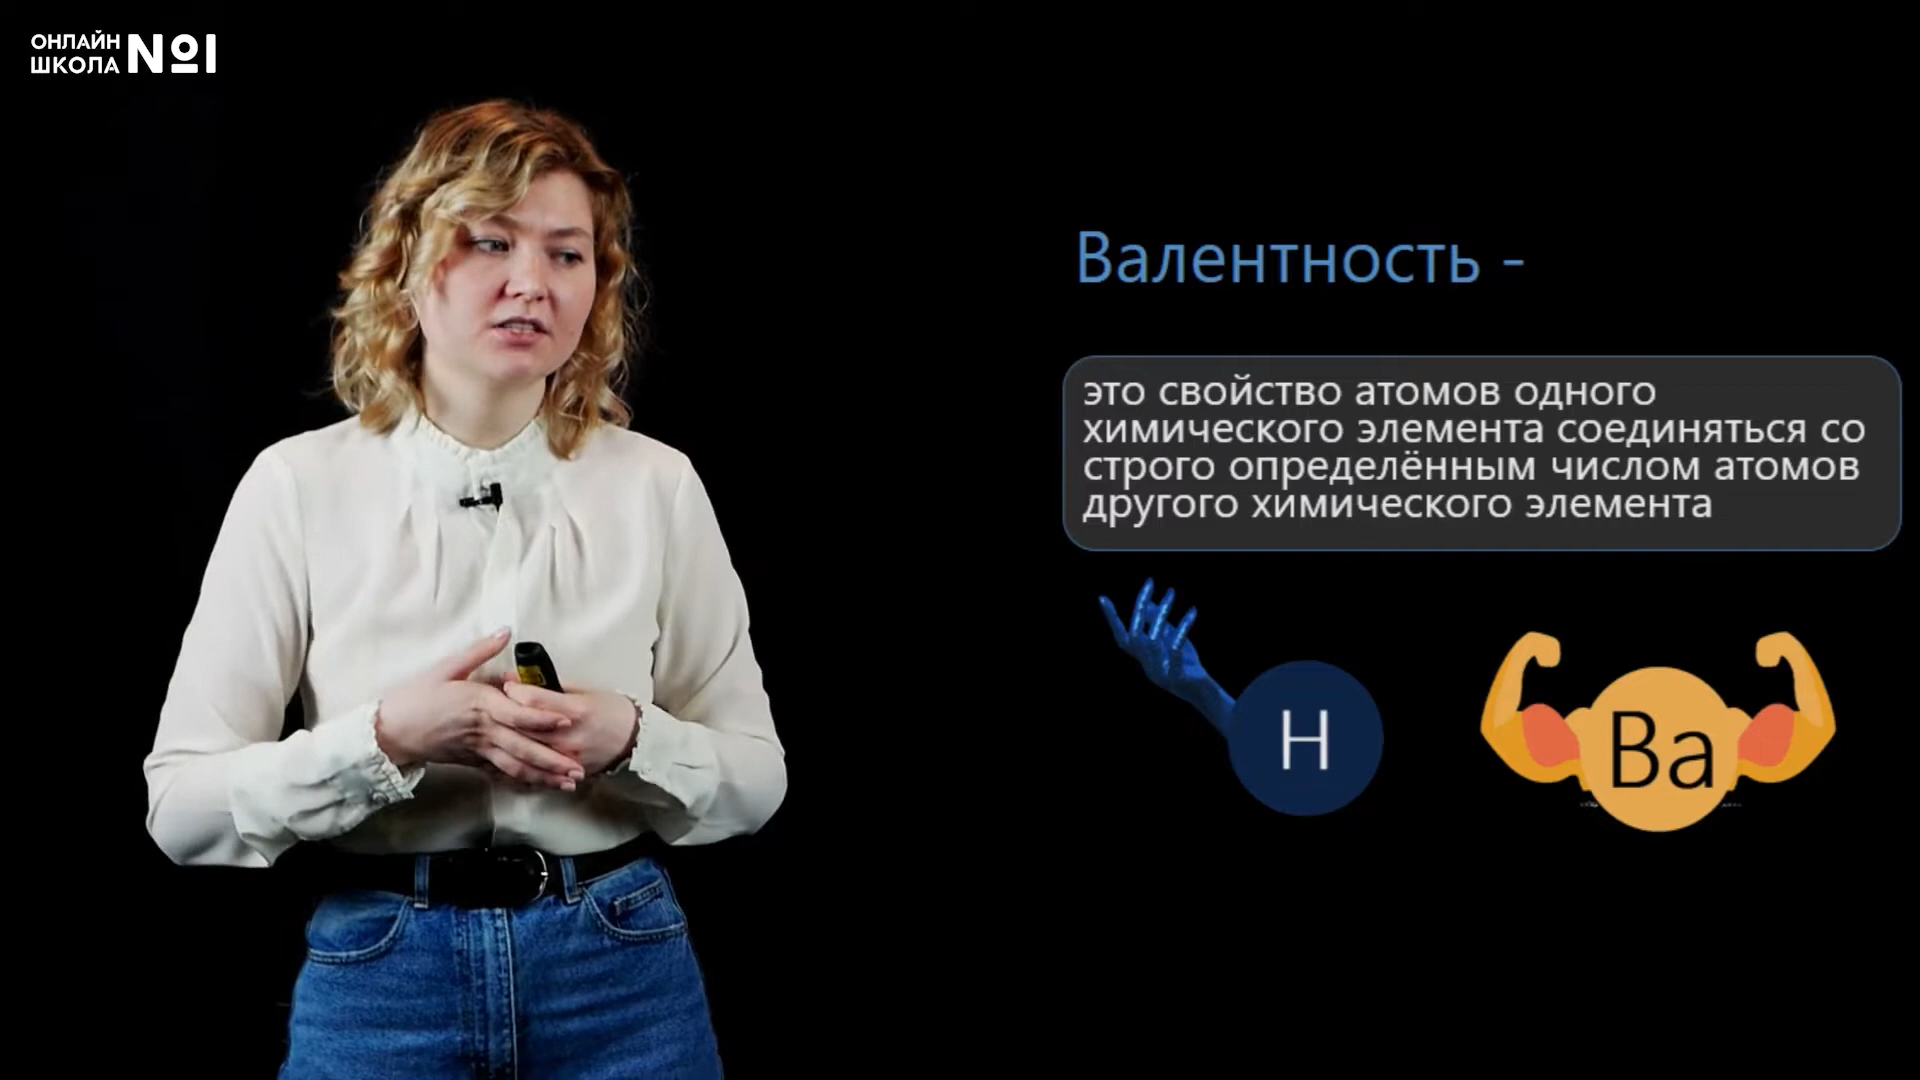 ОНЛАЙН
ШКОЛА №1
Валентность -
это свойство атомов одного
химического элемента соединяться со
строго определённым числом атомов
другого химического элемента
H
Ba